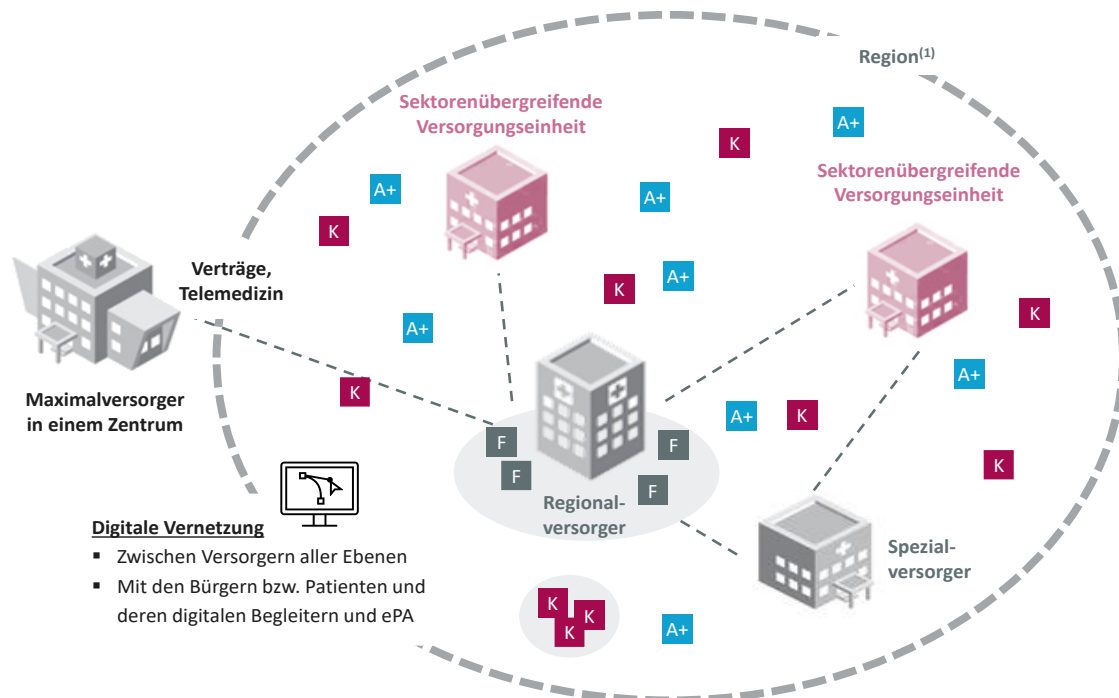 Region(1)
Sektorenübergreifende
Versorgungseinheit
A+
K
Sektorenübergreifende
Versorgungseinheit
A+
A+
K
Verträge,
Telemedizin
K
A+
K
A+
A+
Maximalversorger
in einem Zentrum
K
A+
K
K
F
F
F
F
K
Regional-
versorger
Spezial-
versorger
Digitale Vernetzung
▪ Zwischen Versorgern aller Ebenen
▪ Mit den Bürgern bzw. Patienten und
deren digitalen Begleitern und ePA
K
K
K
A+